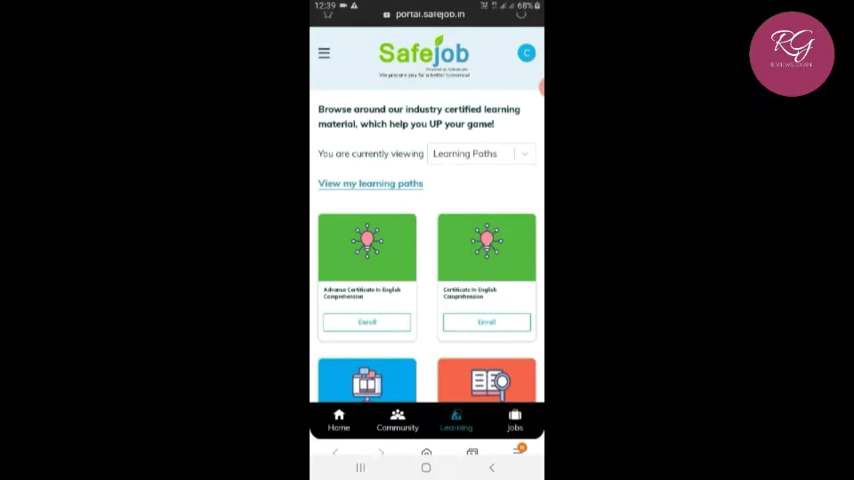 12:39
68%
portal.safejob.in
RG
Safejob
We prepare you for a better tomorrow!
C
Browse around our industry certified learning
material, which help you UP your game!
You are currently viewing Learning Paths
View my learning paths
Advance Certificate In English
Comprehension
Certificate In English
Comprehension
Enroll
Enroll
Home
Community
Learning
Jobs